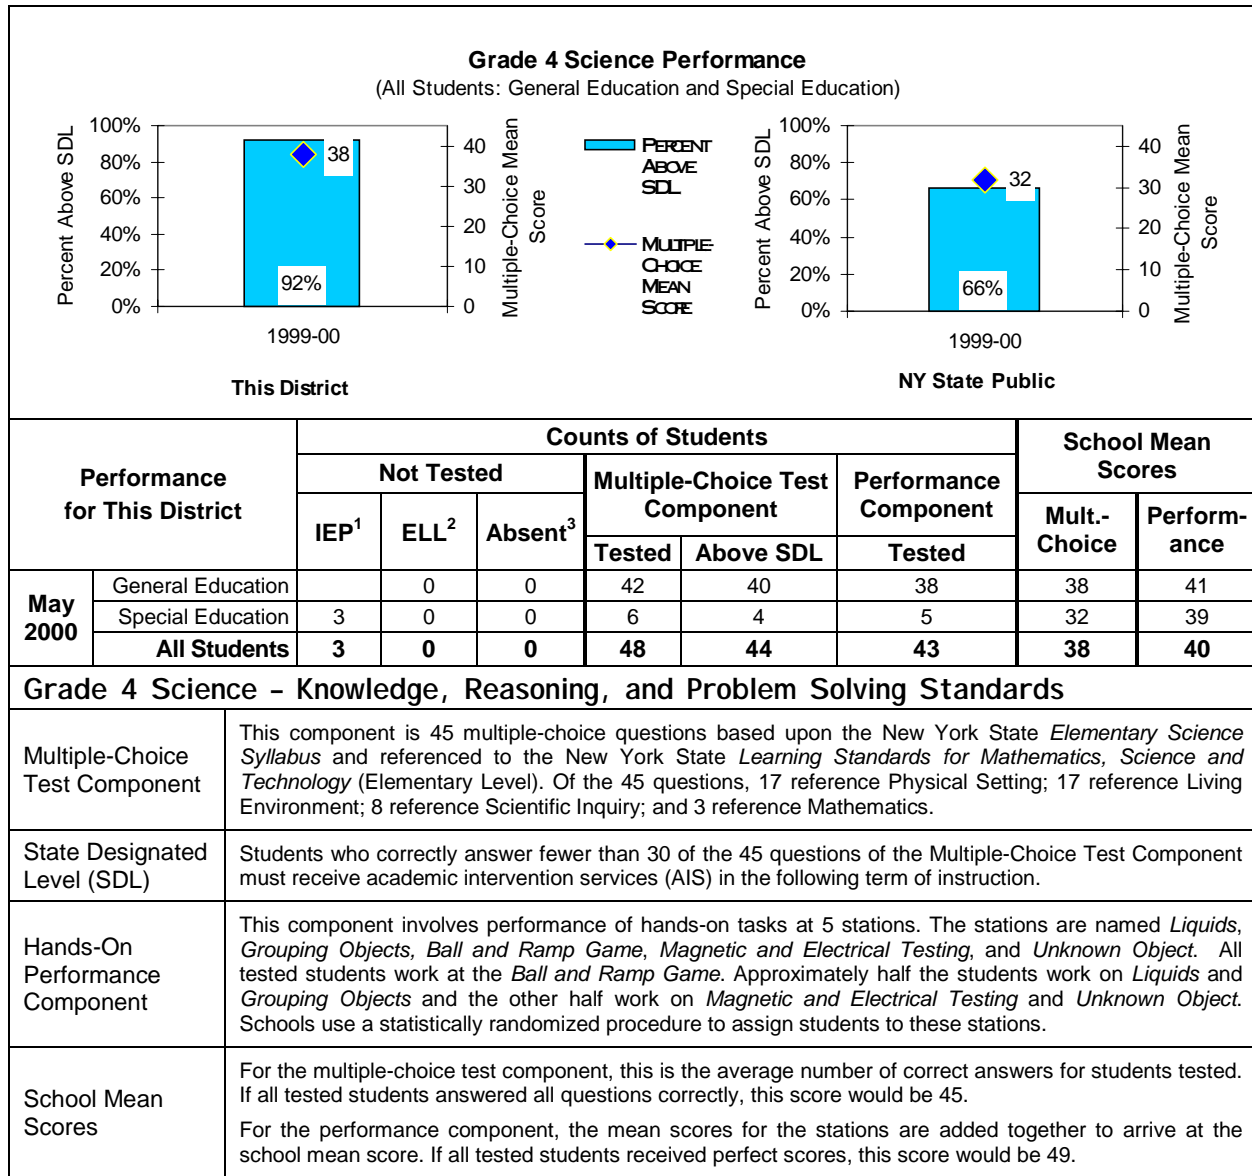 Grade 4 Science Performance
(All Students: General Education and Special Education)
Percent Above SDL
100%
80%
60%
40%
20%
0%
38
92%
40
30
20
10
0
Multiple-Choice Mean
Score
1999-00
This District
PERCENT
ABOVE
SDL
MULTIPLE-
CHOICE
MEAN
SCORE
Percent Above SDL
100%
80%
60%
40%
20%
0%
32
66%
40
30
20
10
0
Multiple-Choice Mean
Score
1999-00
NY State Public
Performance
for This District
Counts of Students
School Mean
Scores
Not Tested
Multiple-Choice Test
Component
Performance
Component
IEP1 ELL2 Absent3
Tested Above SDL Tested
Mult.-
Choice
Perform-
ance
May
2000
General Education 0 0 42 40 38 38 41
Special Education 3 0 0 6 4 5 32 39
All Students 3 0 0 48 44 43 38 40
Grade 4 Science – Knowledge, Reasoning, and Problem Solving Standards
Multiple-Choice
Test Component
This component is 45 multiple-choice questions based upon the New York State Elementary Science
Syllabus and referenced to the New York State Learning Standards for Mathematics, Science and
Technology (Elementary Level). Of the 45 questions, 17 reference Physical Setting; 17 reference Living
Environment; 8 reference Scientific Inquiry; and 3 reference Mathematics.
State Designated
Level (SDL)
Students who correctly answer fewer than 30 of the 45 questions of the Multiple-Choice Test Component
must receive academic intervention services (AIS) in the following term of instruction.
Hands-On
Performance
Component
This component involves performance of hands-on tasks at 5 stations. The stations are named Liquids,
Grouping Objects, Ball and Ramp Game, Magnetic and Electrical Testing, and Unknown Object. All
tested students work at the Ball and Ramp Game. Approximately half the students work on Liquids and
Grouping Objects and the other half work on Magnetic and Electrical Testing and Unknown Object.
Schools use a statistically randomized procedure to assign students to these stations.
School Mean
Scores
For the multiple-choice test component, this is the average number of correct answers for students tested.
If all tested students answered all questions correctly, this score would be 45.
For the performance component, the mean scores for the stations are added together to arrive at the
school mean score. If all tested students received perfect scores, this score would be 49.